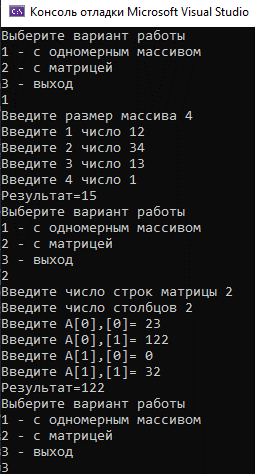 Консоль отладки Microsoft Visual Studio
Выберите вариант работы
1 - с одномерным массивом
2 - с матрицей
3 - выход
1
Введите размер массива 4
Введите 1 число 12
Введите 2 число 34
Введите 3 число 13
Введите 4 число 1
Результат=15
Выберите вариант работы
1 - с одномерным массивом
2 - с матрицей
3 - выход
2
Введите число строк матрицы 2
Введите число столбцов 2
Введите A[0],[0]= 23
Введите A[0],[1]= 122
Введите A[1],[0]= 0
Введите A[1],[1]= 32
Результат=122
Выберите вариант работы
1 - с одномерным массивом
2 - с матрицей
3 - выход
3